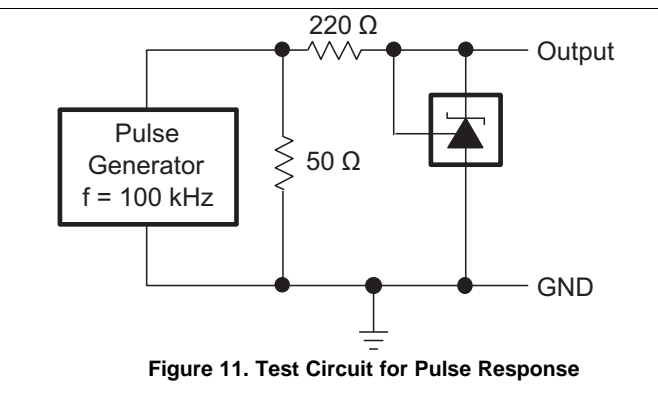 220 Ω
Output
Pulse
Generator
f = 100 kHz
50 Ω
GND
Figure 11. Test Circuit for Pulse Response